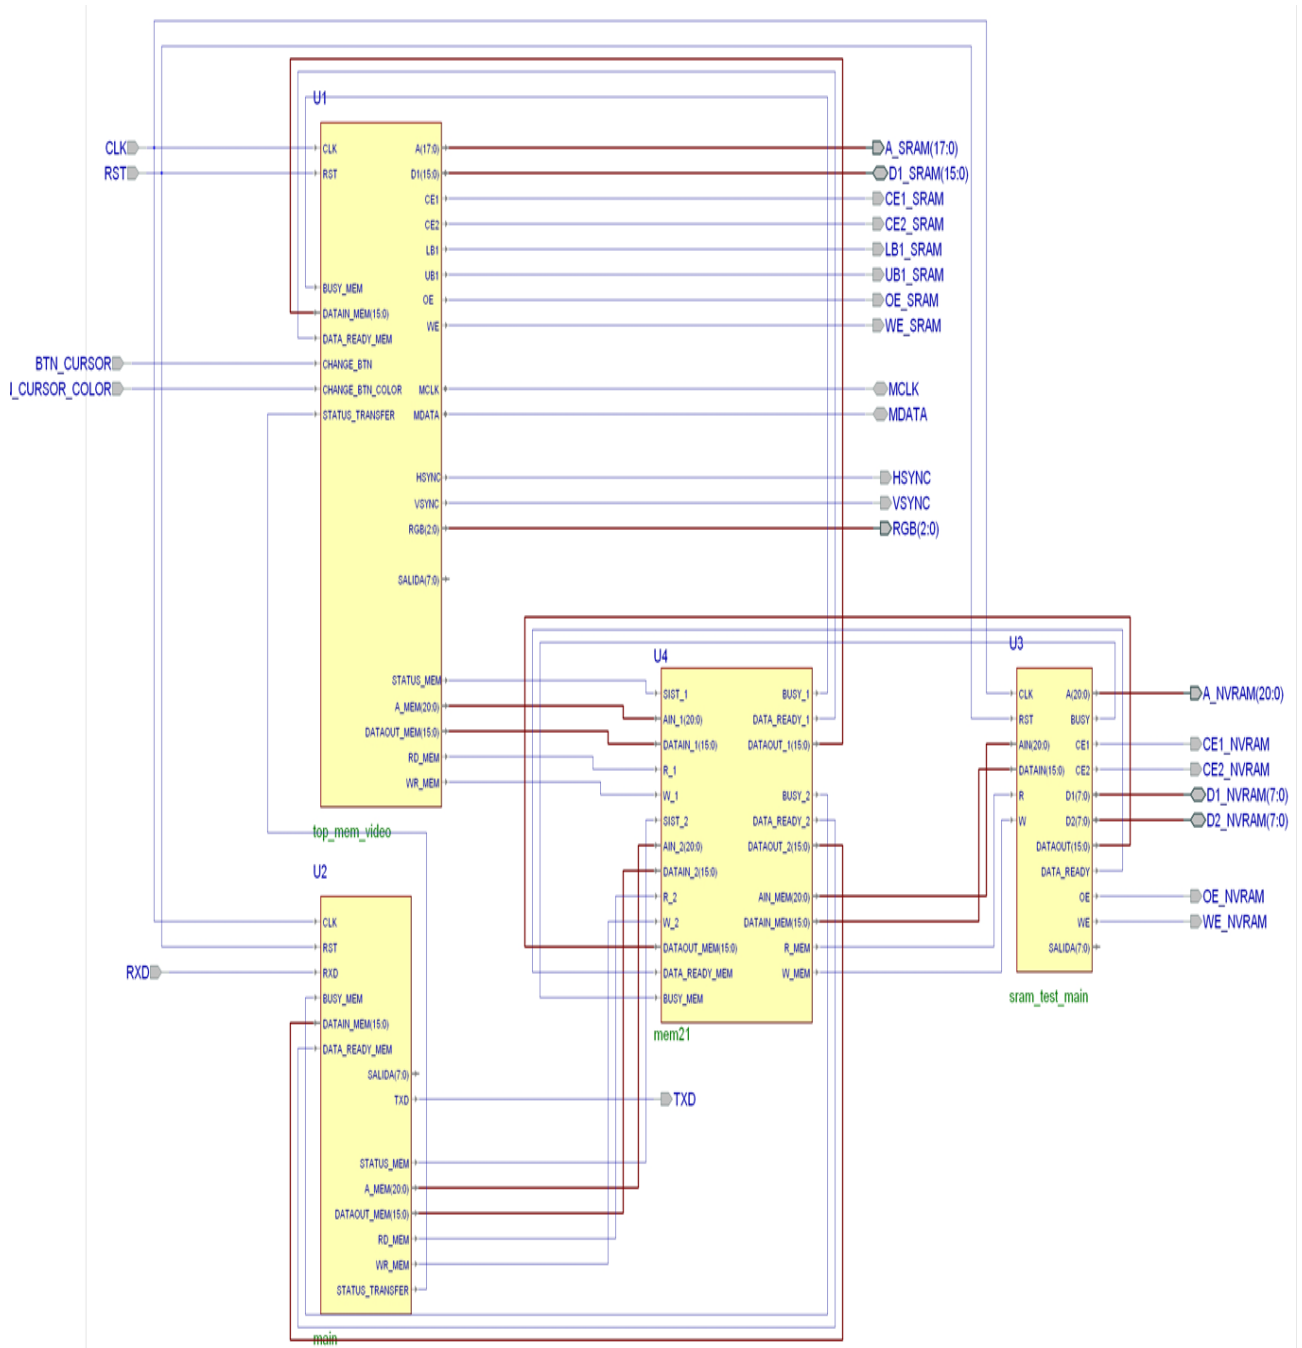 U1
CLK
RST
BTN_CURSOR
I_CURSOR_COLOR
CLK
RST
BUSY_MEM
DATAIN_MEM(15:0)
DATA_READY_MEM
CHANGE_BTN
CHANGE_BTN_COLOR
STATUS_TRANSFER
A(17:0)
D1(15:0)
CE1
CE2
LB1
UB1
OE
WE
MCLK
MDATA
HSYNC
VSYNC
RGB(2:0)
SALIDA(7:0)
STATUS_MEM
A_MEM(20:0)
DATAOUT_MEM(15:0)
RD_MEM
WR_MEM
top_mem_video
A_SRAM(17:0)
D1_SRAM(15:0)
CE1_SRAM
CE2_SRAM
LB1_SRAM
UB1_SRAM
OE_SRAM
WE_SRAM
MCLK
MDATA
HSYNC
VSYNC
RGB(2:0)
U4
SIST_1
AIN_1(20:0)
DATAIN_1(15:0)
R_1
W_1
SIST_2
AIN_2(20:0)
DATAIN_2(15:0)
R_2
W_2
DATAOUT_MEM(15:0)
DATA_READY_MEM
BUSY_MEM
BUSY_1
DATA_READY_1
DATAOUT_1(15:0)
BUSY_2
DATA_READY_2
DATAOUT_2(15:0)
AIN_MEM(20:0)
DATAIN_MEM(15:0)
R_MEM
W_MEM
mem21
U3
CLK
RST
AIN(20:0)
DATAIN(15:0)
R
W
A(20:0)
BUSY
CE1
CE2
D1(7:0)
D2(7:0)
DATAOUT(15:0)
DATA_READY
OE
WE
SALIDA(7:0)
sram_test_main
A_NVRAM(20:0)
CE1_NVRAM
CE2_NVRAM
D1_NVRAM(7:0)
D2_NVRAM(7:0)
OE_NVRAM
WE_NVRAM
U2
RXD
CLK
RST
RXD
BUSY_MEM
DATAIN_MEM(15:0)
DATA_READY_MEM
SALIDA(7:0)
TXD
STATUS_MEM
A_MEM(20:0)
DATAOUT_MEM(15:0)
RD_MEM
WR_MEM
STATUS_TRANSFER
main
TXD